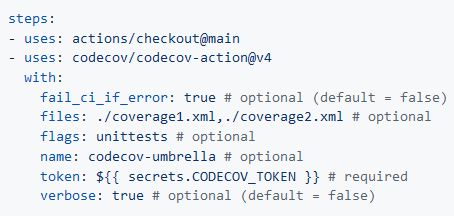 steps:
- uses: actions/checkout@main
- uses: codecov/codecov-action@v4
  with:
    fail_ci_if_error: true # optional (default = false)
    files: ./coverage1.xml,./coverage2.xml # optional
    flags: unittests # optional
    name: codecov-umbrella # optional
    token: ${{ secrets.CODECOV_TOKEN }} # required
    verbose: true # optional (default = false)